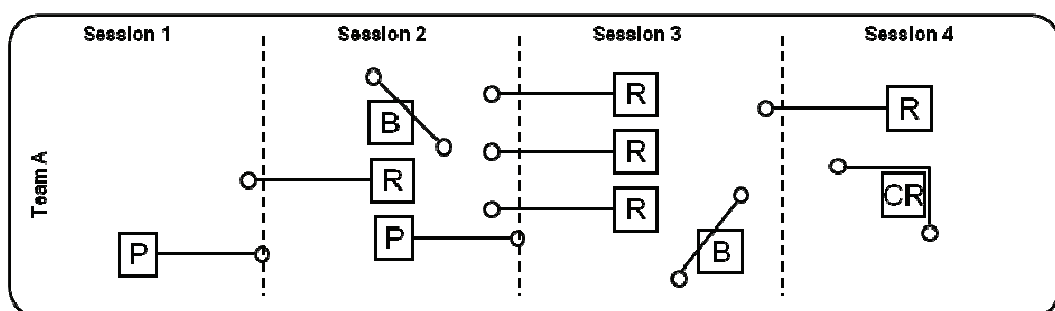 Session 1
Session 2
Session 3
Session 4
Team A
B
R
P
P
R
R
R
B
R
CR